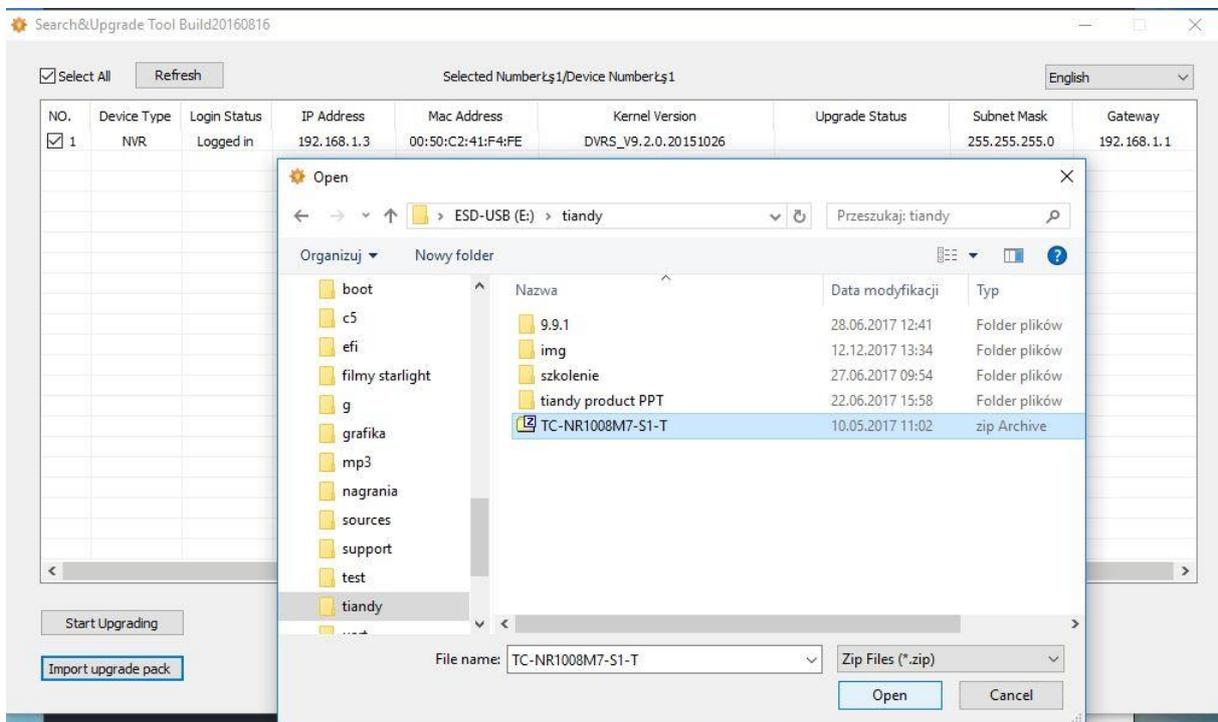 Search&Upgrade Tool Build20160816
Select All Refresh Selected NumberŁş1/Device NumberŁş1 English
NO. Device Type Login Status IP Address Mac Address Kernel Version Upgrade Status Subnet Mask Gateway
1 NVR Logged in 192.168.1.3 00:50:C2:41:F4:FE DVRS_V9.2.0.20151026 255.255.255.0 192.168.1.1
Open
ESD-USB (E:) › tiandy Przeszukaj: tiandy
Organizuj Nowy folder
Nazwa Data modyfikacji Typ
boot
c5
efi
filmy starlight
g
grafika
mp3
nagrania
sources
support
test
tiandy
9.9.1 28.06.2017 12:41 Folder plików
img 12.12.2017 13:34 Folder plików
szkolenie 27.06.2017 09:54 Folder plików
tiandy product PPT 22.06.2017 15:58 Folder plików
TC-NR1008M7-S1-T 10.05.2017 11:02 zip Archive
File name: TC-NR1008M7-S1-T Zip Files (*.zip)
Open Cancel
Start Upgrading
Import upgrade pack